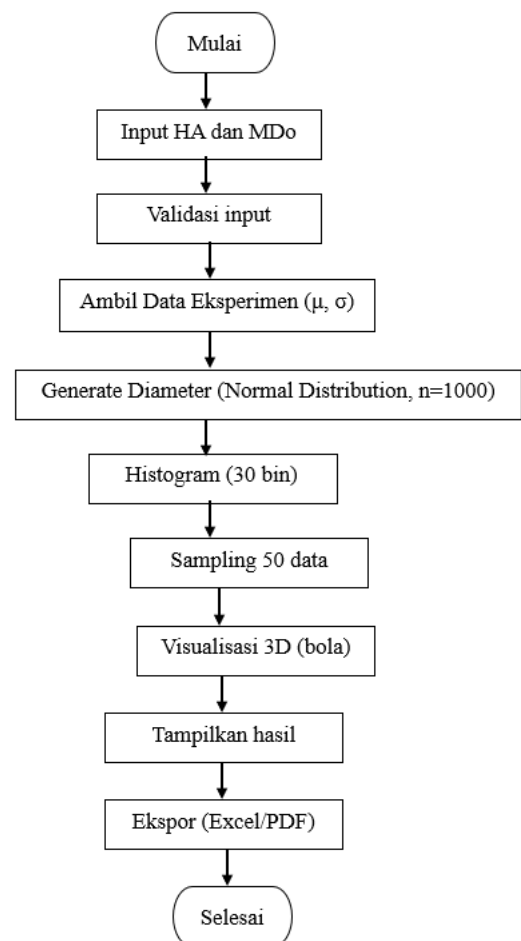 Mulai
Input HA dan MDo
Validasi input
Ambil Data Eksperimen (μ, σ)
Generate Diameter (Normal Distribution, n=1000)
Histogram (30 bin)
Sampling 50 data
Visualisasi 3D (bola)
Tampilkan hasil
Ekspor (Excel/PDF)
Selesai